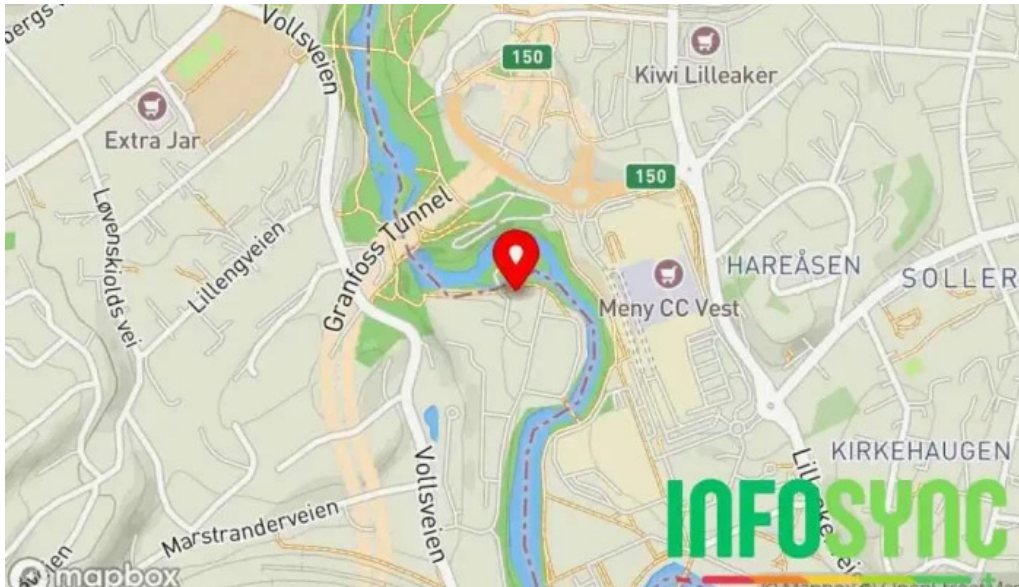 Vollsveien
150
Kiwi Lilleaker
Extra Jar
150
Løvenskiolds vei
Lillengveien
Granfoss Tunnel
HAREÅSEN
SOLLER
Meny CC Vest
KIRKEHAUGEN
Vollsveien
Marstranderveien
INFOSYNC
mapbox